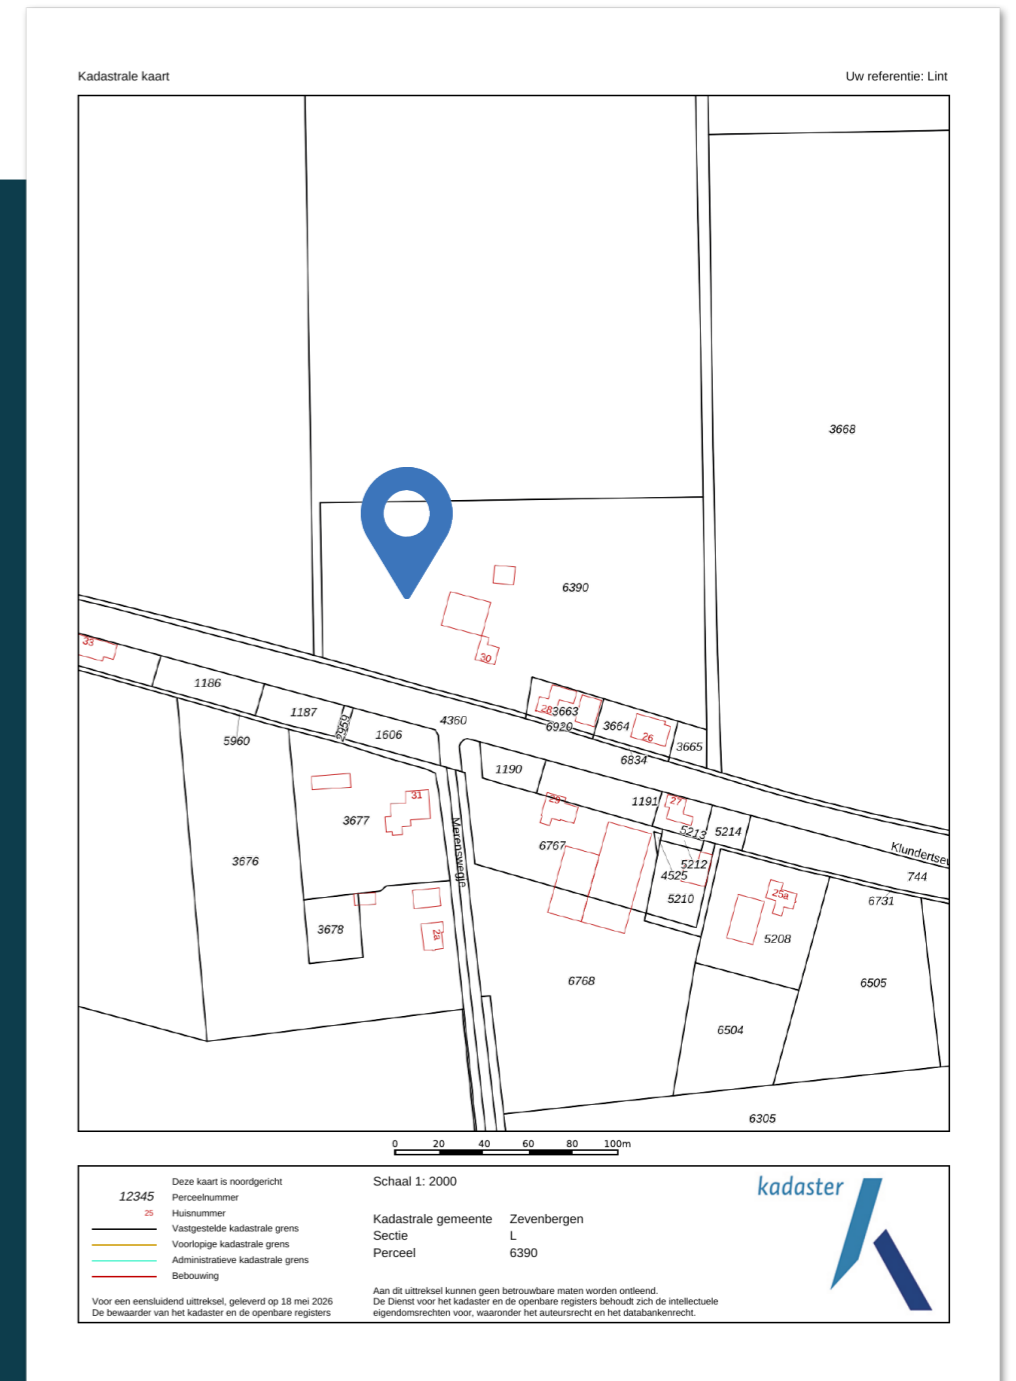 Kadastrale kaart
Uw referentie: Lint
3668
6390
30
33
1186
1187
2959
1606
5960
4360
28
3663
6920
3664
26
3665
6834
1190
1191
27
29
5213
5214
31
3677
Merenswegje
6767
5212
4525
5210
Klundertsew
744
3676
25a
6731
3678
2a
5208
6768
6505
6504
6305
0 20 40 60 80 100m
Deze kaart is noordgericht
12345 Perceelnummer
25 Huisnummer
Vastgestelde kadastrale grens
Voorlopige kadastrale grens
Administratieve kadastrale grens
Bebouwing
Voor een eensluidend uittreksel, geleverd op 18 mei 2026
De bewaarder van het kadaster en de openbare registers
Schaal 1: 2000
Kadastrale gemeente Zevenbergen
Sectie L
Perceel 6390
Aan dit uittreksel kunnen geen betrouwbare maten worden ontleend.
De Dienst voor het kadaster en de openbare registers behoudt zich de intellectuele
eigendomsrechten voor, waaronder het auteursrecht en het databankenrecht.
kadaster